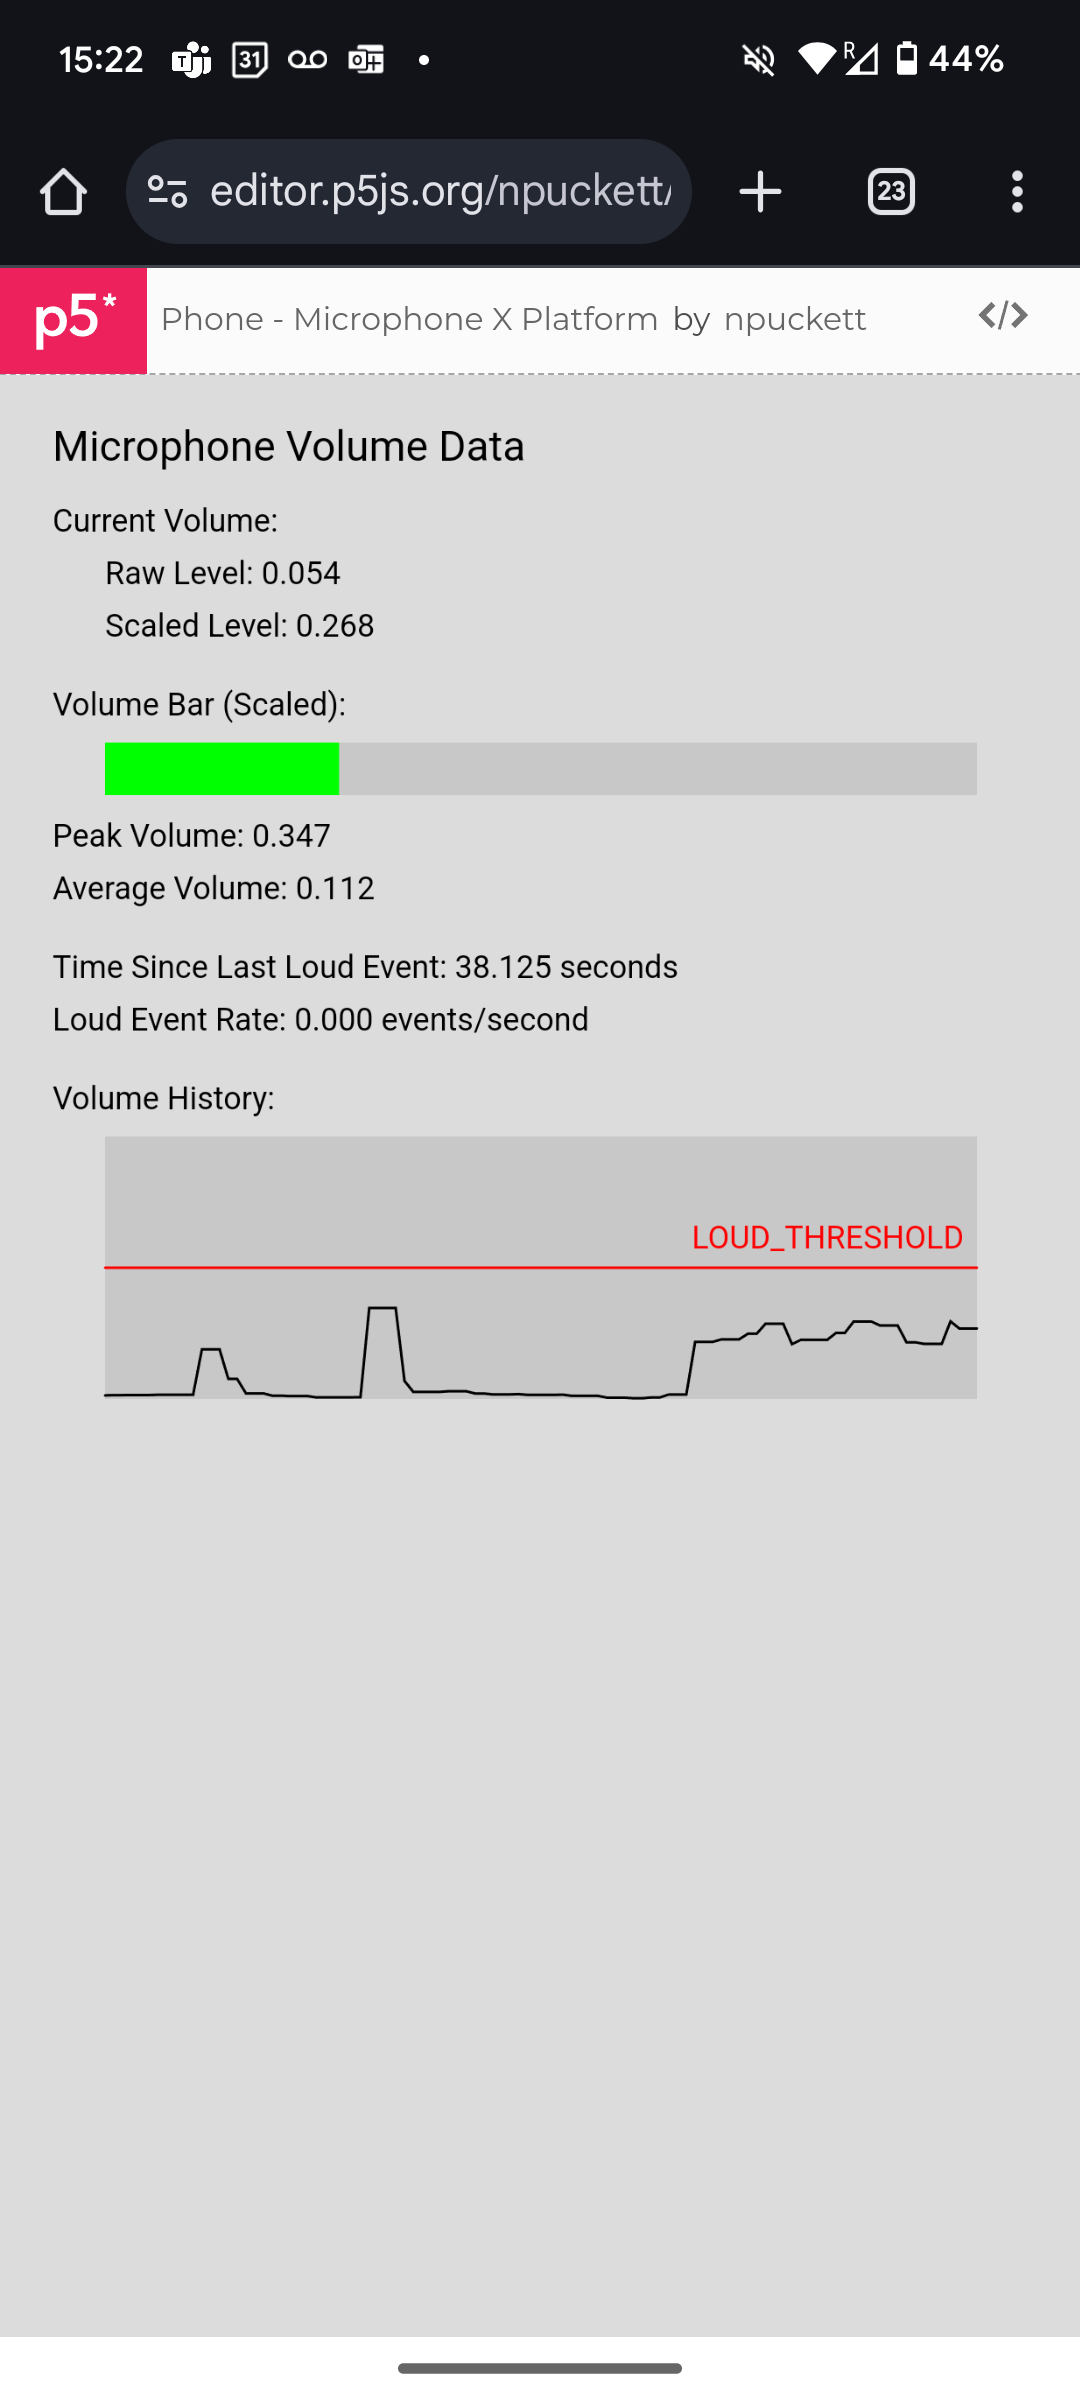 15:22
31
R
44%
editor.p5js.org/npuckett/
23
p5*
Phone - Microphone X Platform by npuckett
</>
Microphone Volume Data
Current Volume:
Raw Level: 0.054
Scaled Level: 0.268
Volume Bar (Scaled):
Peak Volume: 0.347
Average Volume: 0.112
Time Since Last Loud Event: 38.125 seconds
Loud Event Rate: 0.000 events/second
Volume History:
LOUD_THRESHOLD